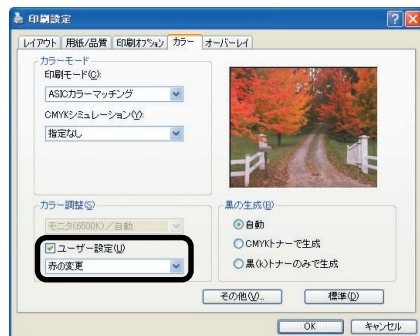 印刷設定
レイアウト 用紙/品質 印刷オプション カラー オーバーレイ
カラーモード
印刷モード(C):
ASICカラーマッチング
CMYKシミュレーション(Y):
指定なし
カラー調整(S)
モニタ(6500K)/自動
ユーザー設定(U)
赤の変更
黒の生成(B)
自動
CMYKトナーで生成
黒(k)トナーのみで生成
その他(V)...
標準(D)
OK
キャンセル